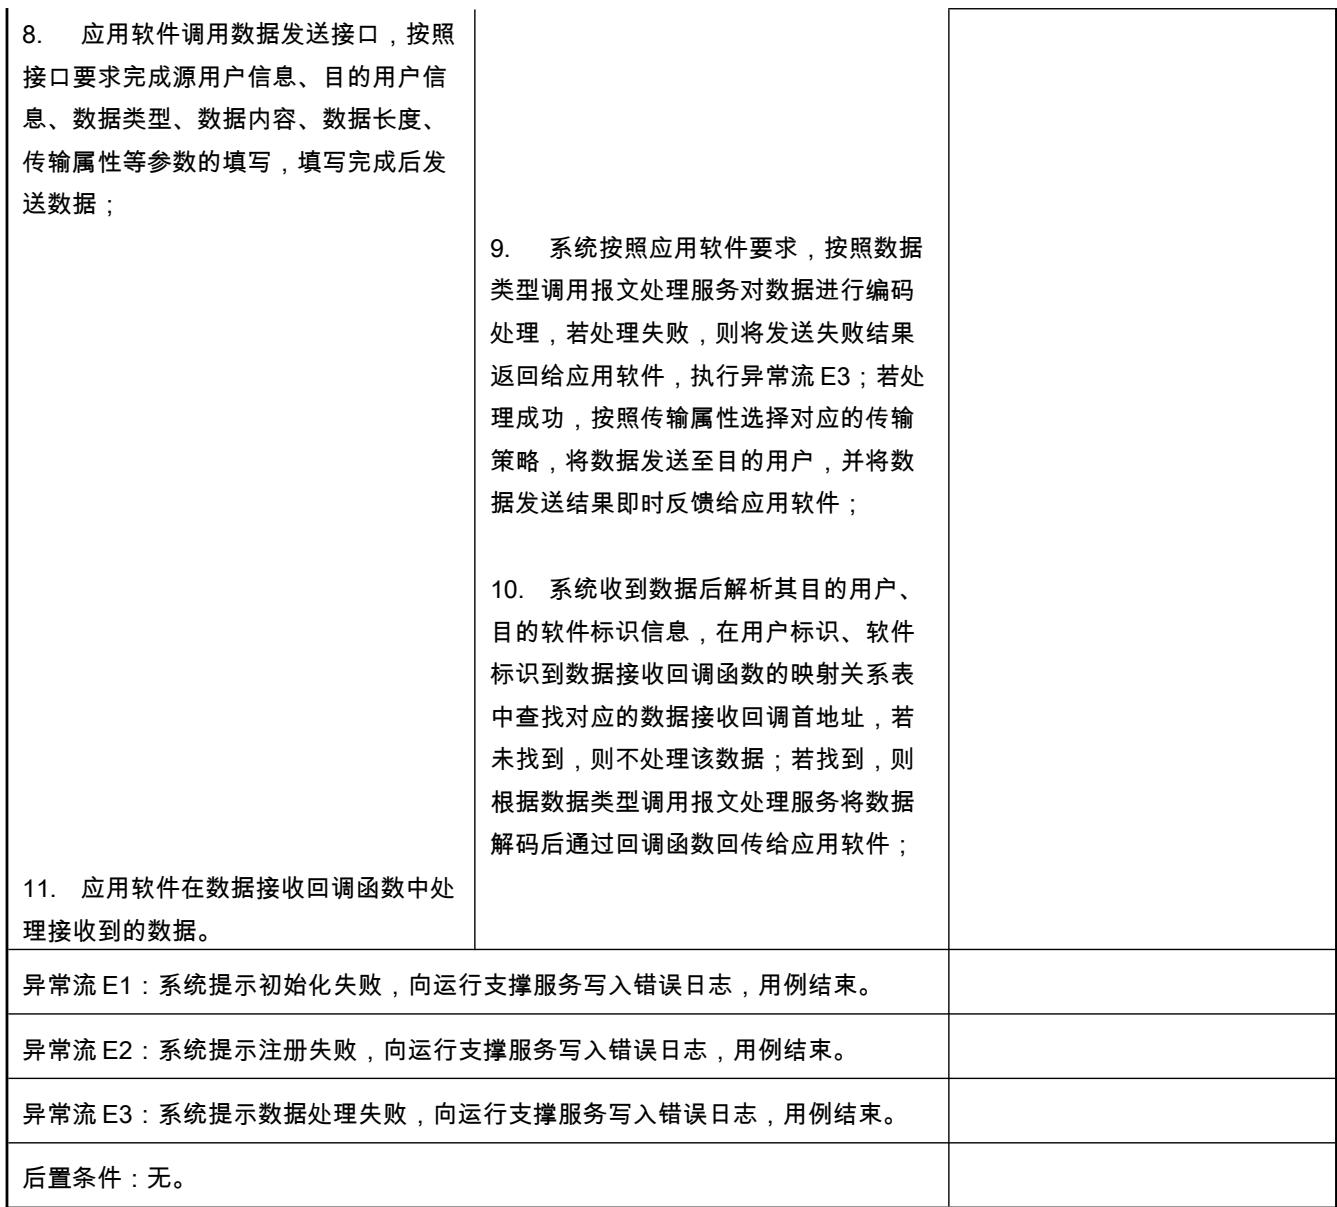 8. 应用软件调用数据发送接口，按照
接口要求完成源用户信息、目的用户信
息、数据类型、数据内容、数据长度、
传输属性等参数的填写，填写完成后发
送数据；
9. 系统按照应用软件要求，按照数据
类型调用报文处理服务对数据进行编码
处理，若处理失败，则将发送失败结果
返回给应用软件，执行异常流 E3；若处
理成功，按照传输属性选择对应的传输
策略，将数据发送至目的用户，并将数
据发送结果即时反馈给应用软件；
10. 系统收到数据后解析其目的用户、
目的软件标识信息，在用户标识、软件
标识到数据接收回调函数的映射关系表
中查找对应的数据接收回调首地址，若
未找到，则不处理该数据；若找到，则
根据数据类型调用报文处理服务将数据
解码后通过回调函数回传给应用软件；
11. 应用软件在数据接收回调函数中处
理接收到的数据。
异常流 E1：系统提示初始化失败，向运行支撑服务写入错误日志，用例结束。
异常流 E2：系统提示注册失败，向运行支撑服务写入错误日志，用例结束。
异常流 E3：系统提示数据处理失败，向运行支撑服务写入错误日志，用例结束。
后置条件：无。